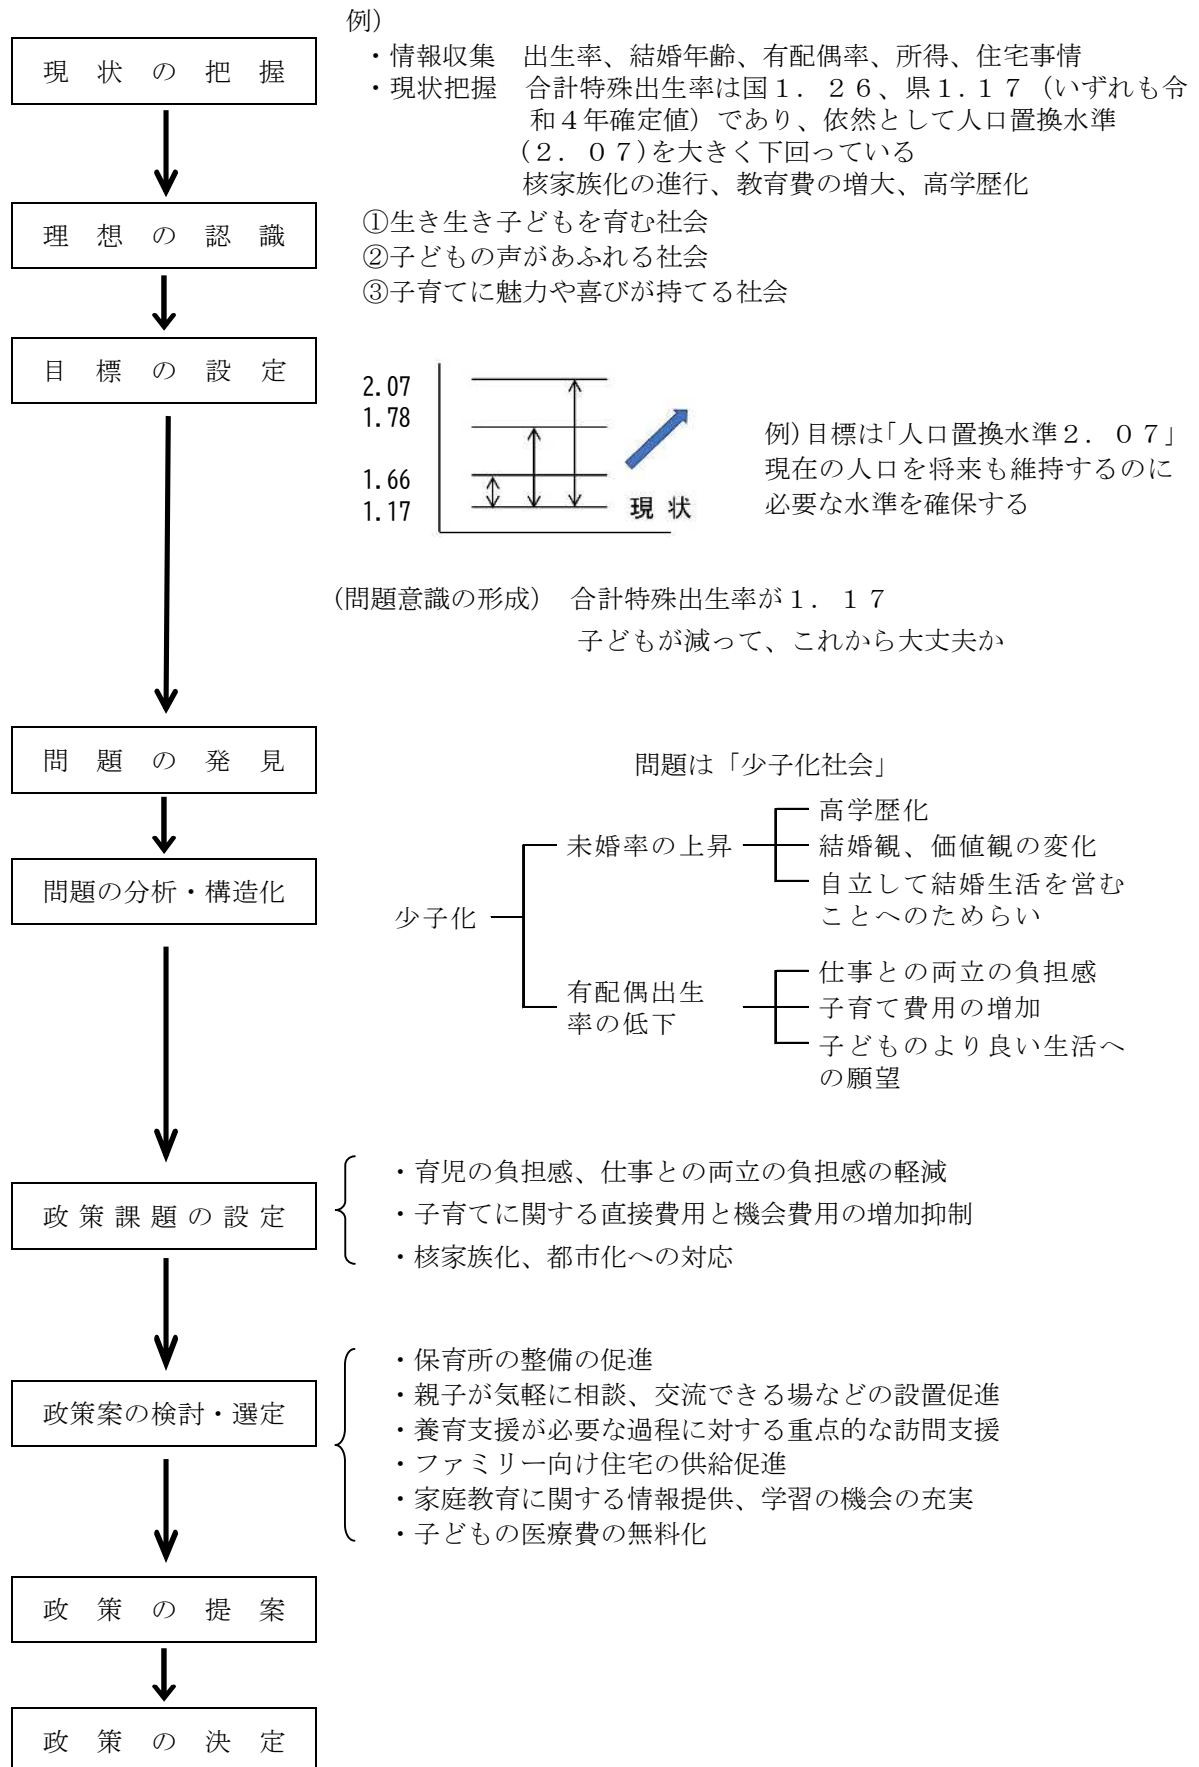 例)
現状の把握
・情報収集 出生率、結婚年齢、有配偶率、所得、住宅事情
・現状把握 合計特殊出生率は国1.26、県1.17(いずれも令
和4年確定値)であり、依然として人口置換水準
(2.07)を大きく下回っている
核家族化の進行、教育費の増大、高学歴化
理想の認識
①生き生き子どもを育む社会
②子どもの声があふれる社会
③子育てに魅力や喜びが持てる社会
目標の設定
2.07
1.78
1.66
1.17
現状
例)目標は「人口置換水準2.07」
現在の人口を将来も維持するのに
必要な水準を確保する
(問題意識の形成) 合計特殊出生率が1.17
子どもが減って、これから大丈夫か
問題の発見
問題は「少子化社会」
問題の分析・構造化
少子化
未婚率の上昇
高学歴化
結婚観、価値観の変化
自立して結婚生活を営む
ことへのためらい
有配偶出生
率の低下
仕事との両立の負担感
子育て費用の増加
子どものより良い生活へ
の願望
政策課題の設定
・育児の負担感、仕事との両立の負担感の軽減
・子育てに関する直接費用と機会費用の増加抑制
・核家族化、都市化への対応
政策案の検討・選定
・保育所の整備の促進
・親子が気軽に相談、交流できる場などの設置促進
・養育支援が必要な過程に対する重点的な訪問支援
・ファミリー向け住宅の供給促進
・家庭教育に関する情報提供、学習の機会の充実
・子どもの医療費の無料化
政策の提案
政策の決定